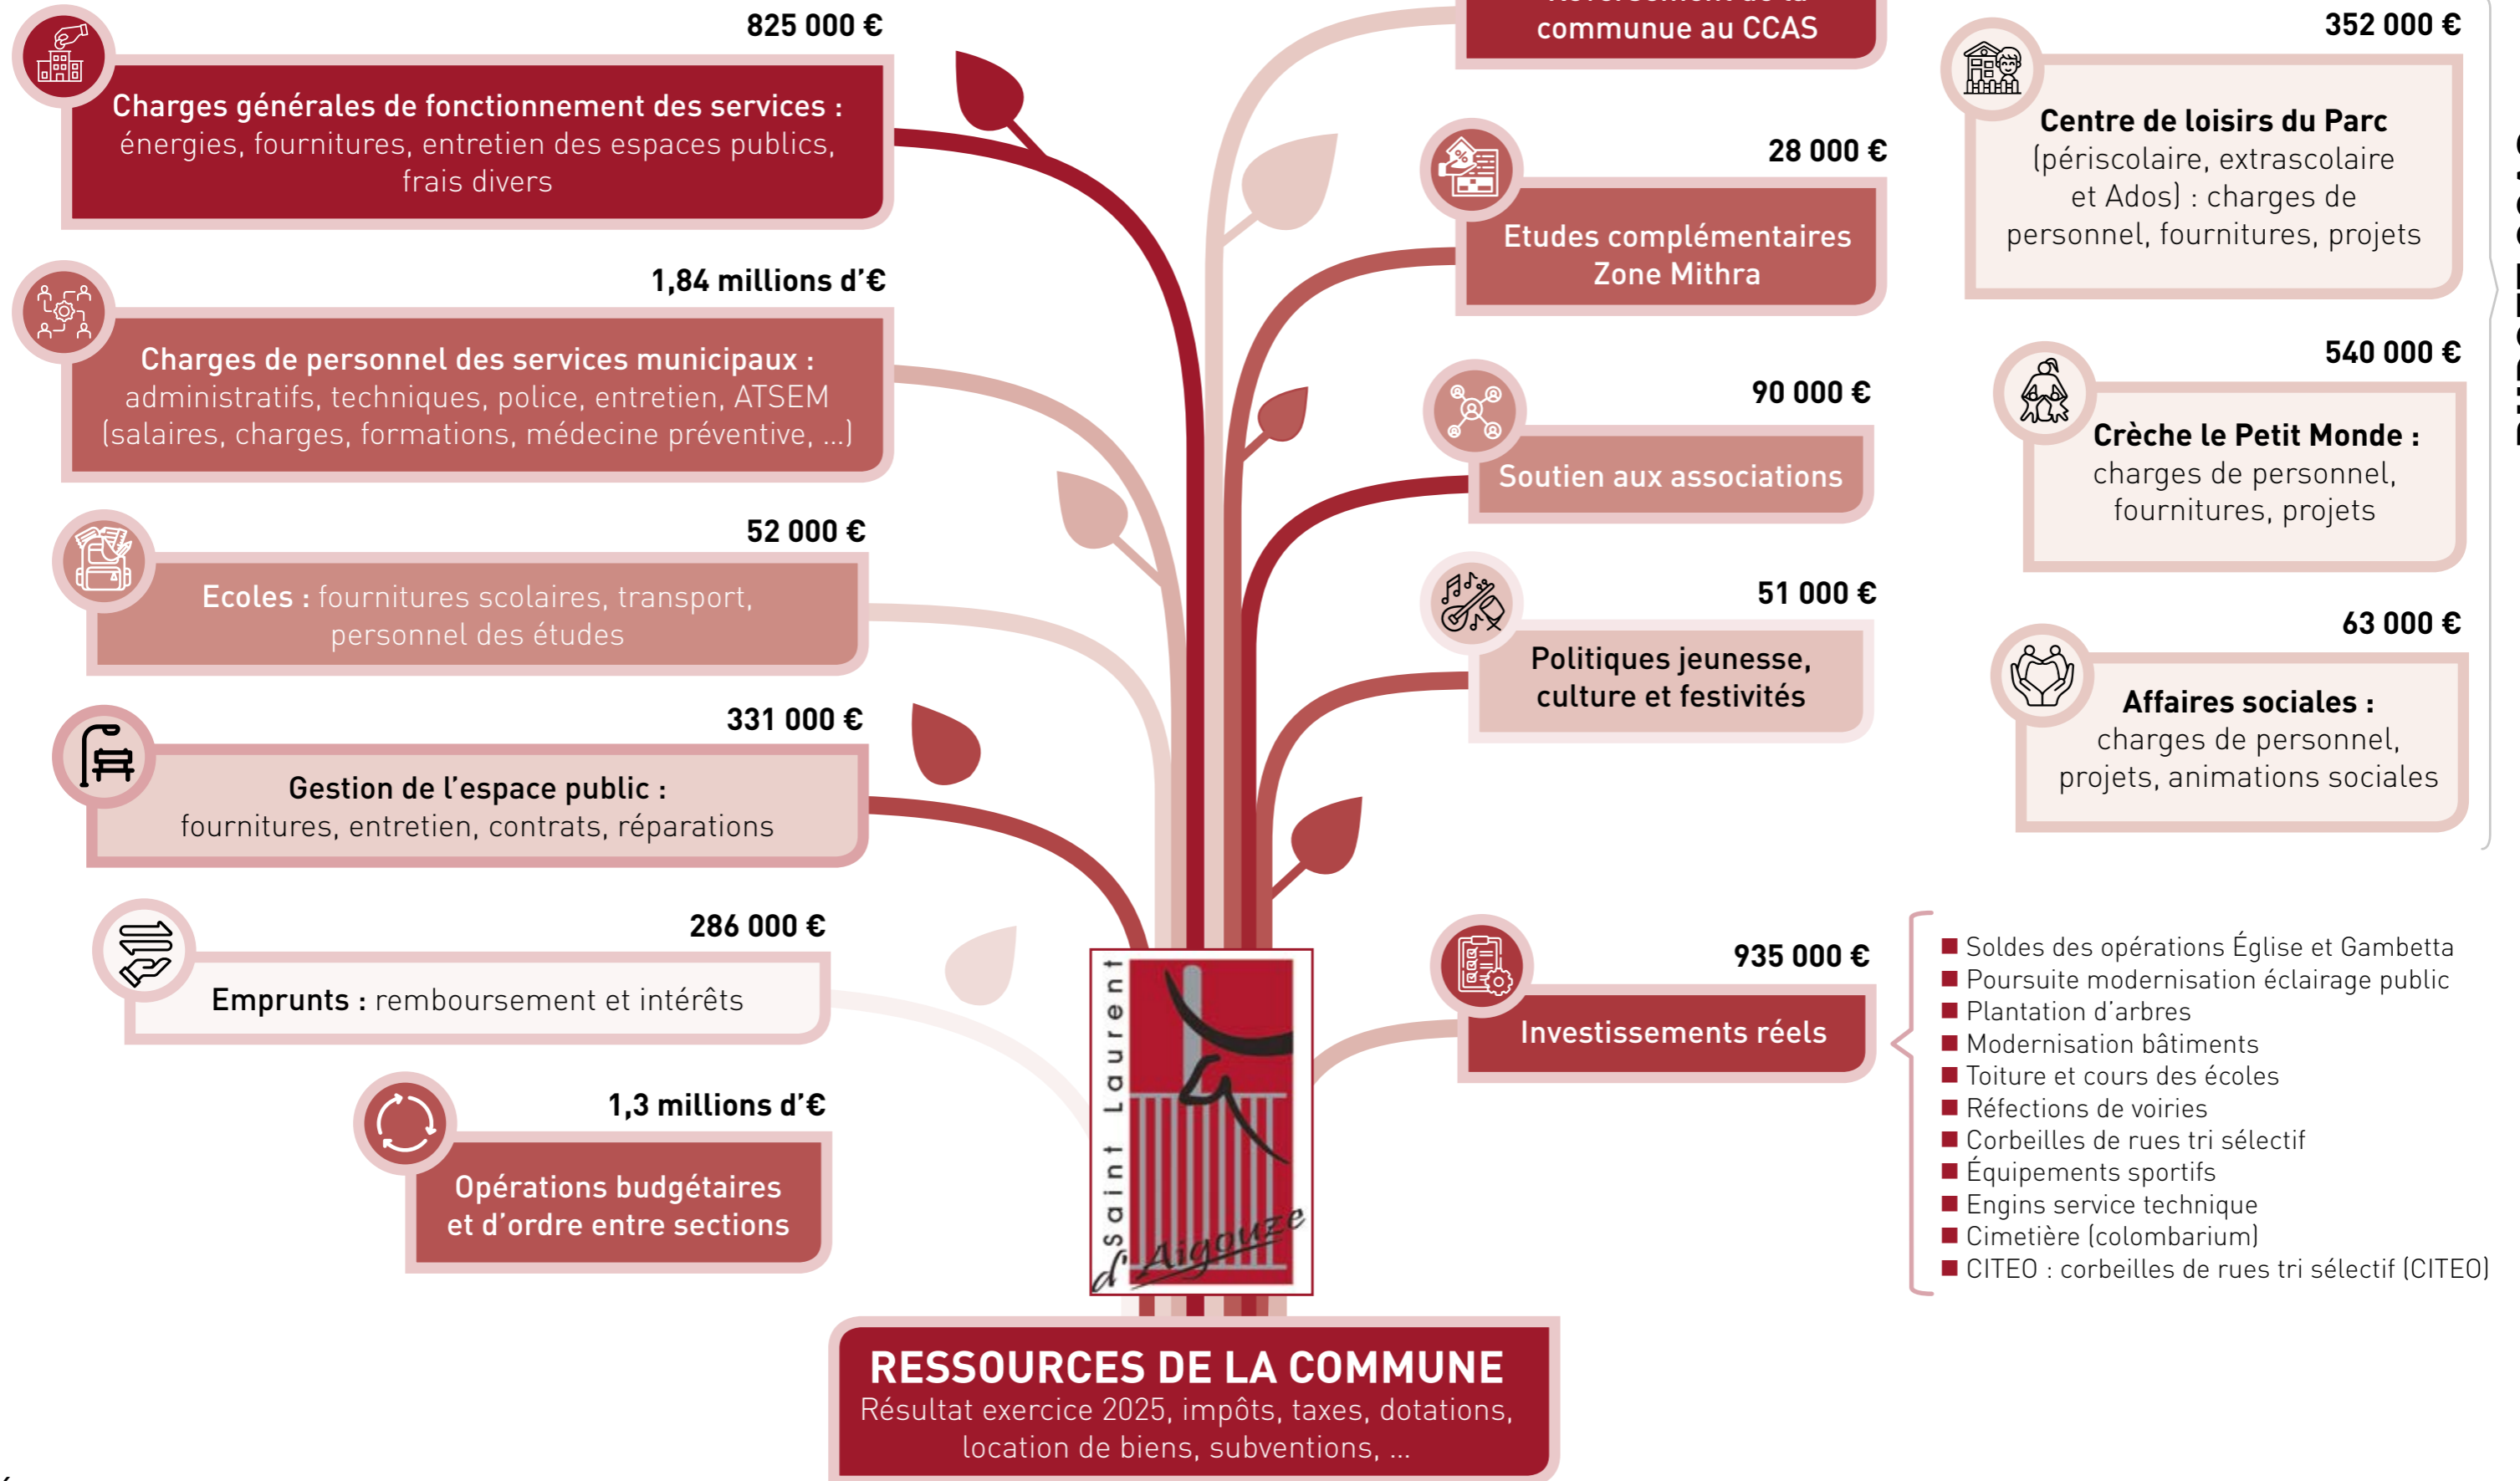 825 000 €
Charges générales de fonctionnement des services :
énergies, fournitures, entretien des espaces publics,
frais divers
1,84 millions d’€
Charges de personnel des services municipaux :
administratifs, techniques, police, entretien, ATSEM
(salaires, charges, formations, médecine préventive, ...)
52 000 €
Ecoles : fournitures scolaires, transport,
personnel des études
331 000 €
Gestion de l’espace public :
fournitures, entretien, contrats, réparations
286 000 €
Emprunts : remboursement et intérêts
1,3 millions d’€
Opérations budgétaires
et d’ordre entre sections
communue au CCAS
28 000 €
Etudes complémentaires
Zone Mithra
90 000 €
Soutien aux associations
51 000 €
Politiques jeunesse,
culture et festivités
935 000 €
Investissements réels
352 000 €
Centre de loisirs du Parc
(périscolaire, extrascolaire
et Ados) : charges de
personnel, fournitures, projets
540 000 €
Crèche le Petit Monde :
charges de personnel,
fournitures, projets
63 000 €
Affaires sociales :
charges de personnel,
projets, animations sociales
■ Soldes des opérations Église et Gambetta
■ Poursuite modernisation éclairage public
■ Plantation d’arbres
■ Modernisation bâtiments
■ Toiture et cours des écoles
■ Réfections de voiries
■ Corbeilles de rues tri sélectif
■ Équipements sportifs
■ Engins service technique
■ Cimetière (colombarium)
■ CITEO : corbeilles de rues tri sélectif (CITEO)
Saint Laurent
d'Aigouze
RESSOURCES DE LA COMMUNE
Résultat exercice 2025, impôts, taxes, dotations,
location de biens, subventions, ...